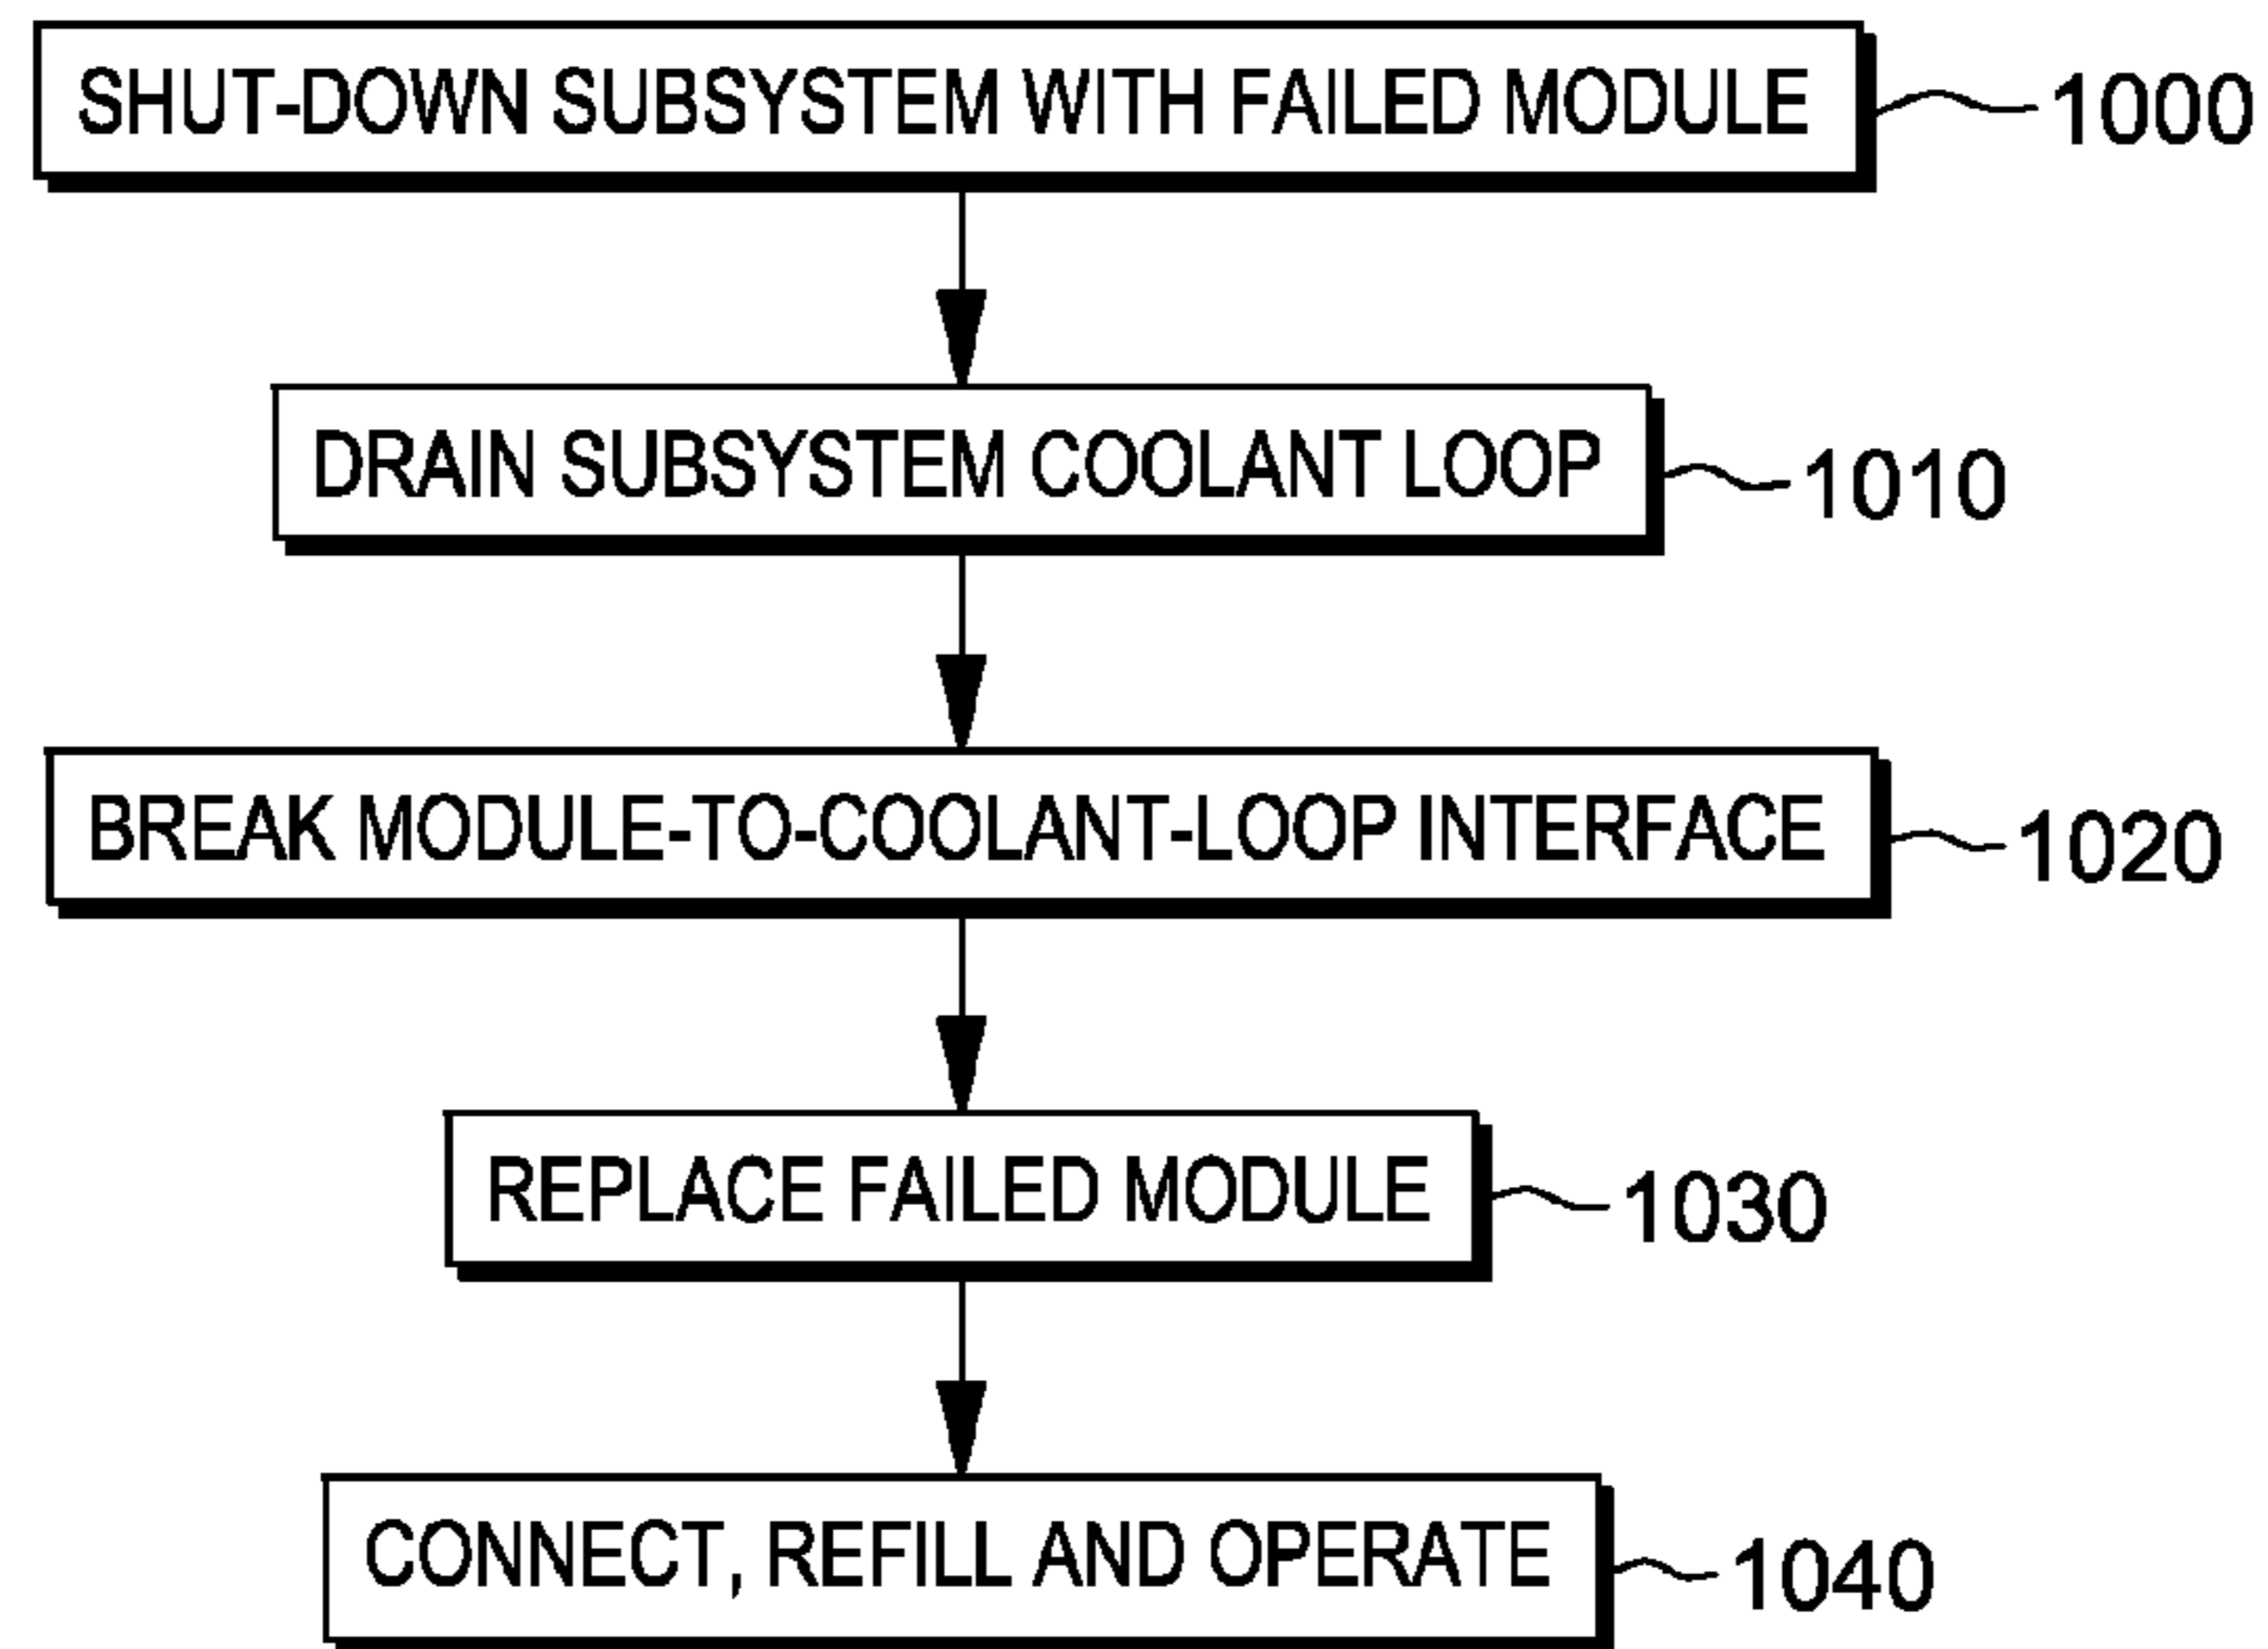 SHUT-DOWN SUBSYSTEM WITH FAILED MODULE 1000
DRAIN SUBSYSTEM COOLANT LOOP 1010
BREAK MODULE-TO-COOLANT-LOOP INTERFACE 1020
REPLACE FAILED MODULE 1030
CONNECT, REFILL AND OPERATE 1040